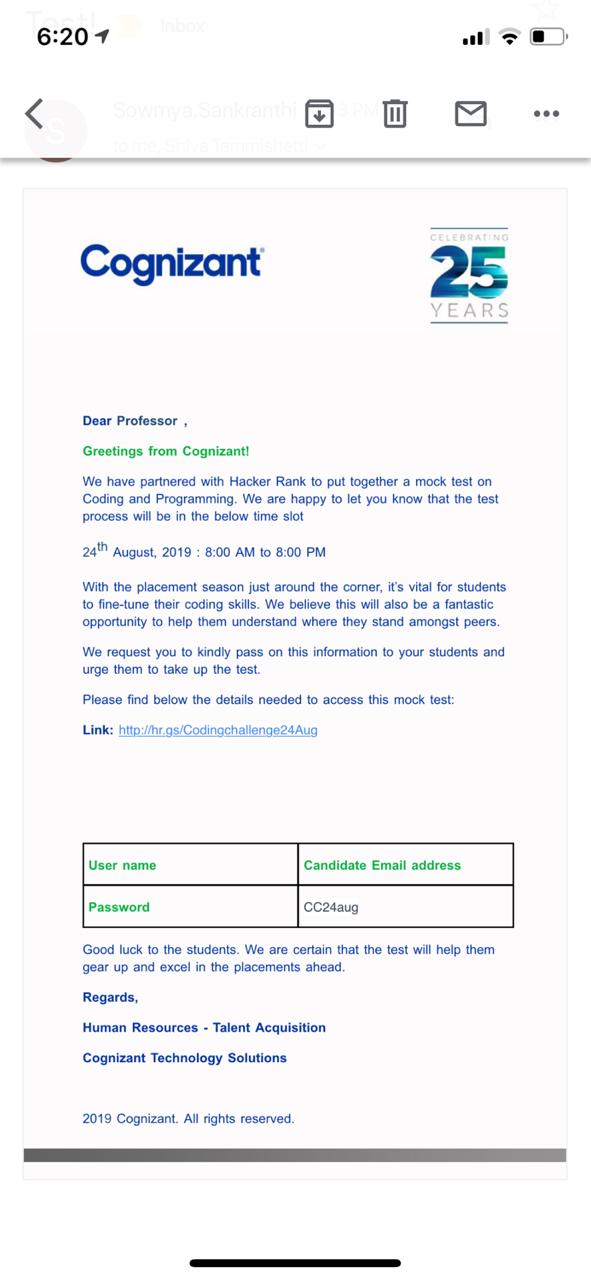 Test!
Inbox
6:20
S
Sowmya.Sankranthi 3 PM
to me, Shiva Tammishetti
Cognizant®
CELEBRATING
25
YEARS
Dear Professor ,
Greetings from Cognizant!
We have partnered with Hacker Rank to put together a mock test on
Coding and Programming. We are happy to let you know that the test
process will be in the below time slot
24th August, 2019 : 8:00 AM to 8:00 PM
With the placement season just around the corner, it's vital for students
to fine-tune their coding skills. We believe this will also be a fantastic
opportunity to help them understand where they stand amongst peers.
We request you to kindly pass on this information to your students and
urge them to take up the test.
Please find below the details needed to access this mock test:
Link: http://hr.gs/Codingchallenge24Aug
User name Candidate Email address
Password CC24aug
Good luck to the students. We are certain that the test will help them
gear up and excel in the placements ahead.
Regards,
Human Resources - Talent Acquisition
Cognizant Technology Solutions
2019 Cognizant. All rights reserved.